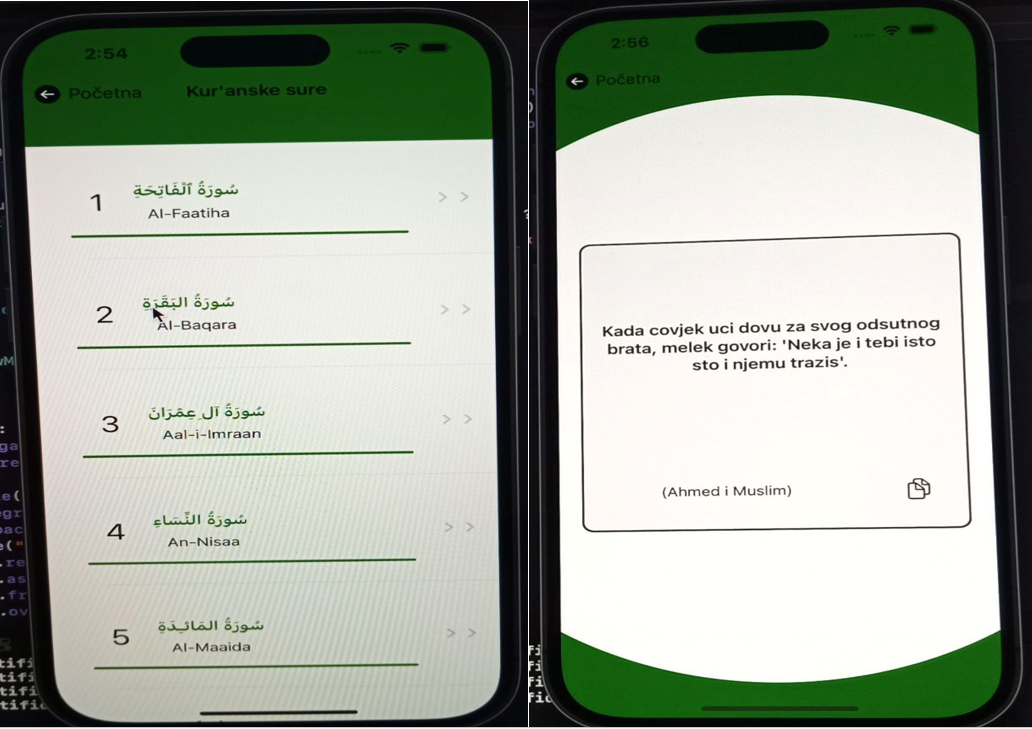 2:54
Početna
Kur'anske sure
1
سُورَةُ ٱلْفَاتِحَةِ
Al-Faatiha
2
سُورَةُ البَقَرَةِ
Al-Baqara
3
سُورَةُ آلِ عِمۡرَانَ
Aal-i-Imraan
4
سُورَةُ النِّسَاءِ
An-Nisaa
5
سُورَةُ المَائـِدَةِ
Al-Maaida
2:56
Početna
Kada covjek uci dovu za svog odsutnog
brata, melek govori: 'Neka je i tebi isto
sto i njemu trazis'.
(Ahmed i Muslim)